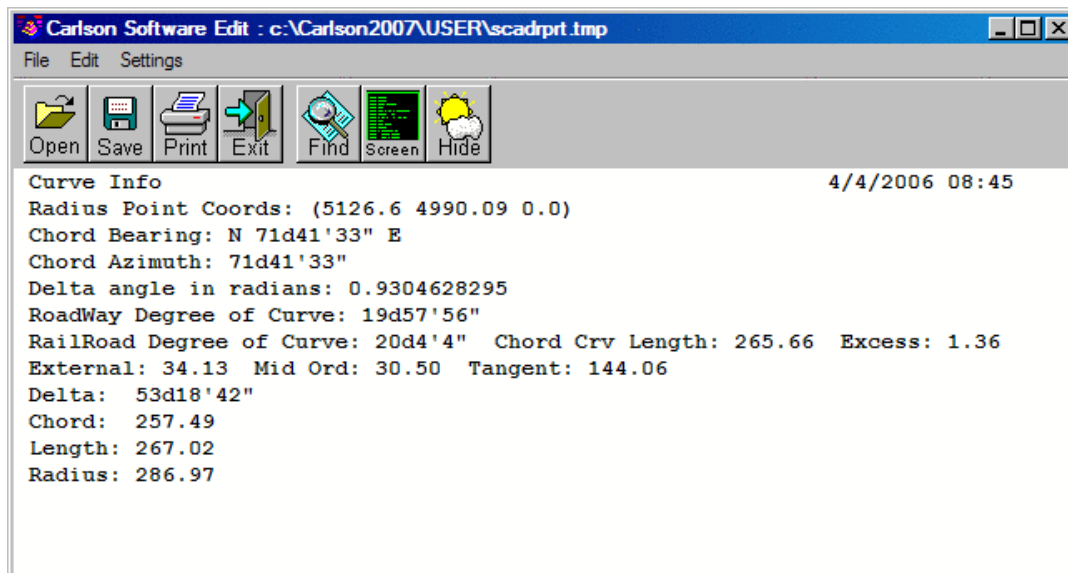 Carlson Software Edit : c:\Carlson2007\USER\scadrprt.tmp
File Edit Settings
Open Save Print Exit Find Screen Hide
Curve Info 4/4/2006 08:45
Radius Point Coords: (5126.6 4990.09 0.0)
Chord Bearing: N 71d41'33" E
Chord Azimuth: 71d41'33"
Delta angle in radians: 0.9304628295
RoadWay Degree of Curve: 19d57'56"
RailRoad Degree of Curve: 20d4'4" Chord Crv Length: 265.66 Excess: 1.36
External: 34.13 Mid Ord: 30.50 Tangent: 144.06
Delta: 53d18'42"
Chord: 257.49
Length: 267.02
Radius: 286.97